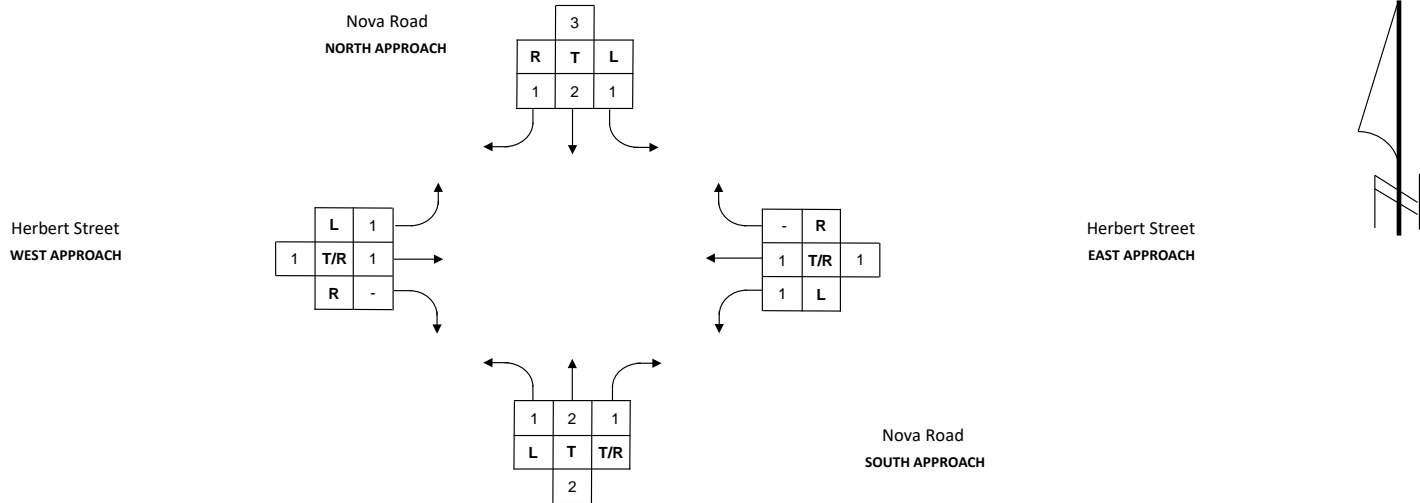 Nova Road
NORTH APPROACH
3
R T L
1 2 1
Herbert Street
WEST APPROACH
L 1
1 T/R 1
R -
- R
1 T/R 1
1 L
Herbert Street
EAST APPROACH
1 2 1
L T T/R
2
Nova Road
SOUTH APPROACH
N